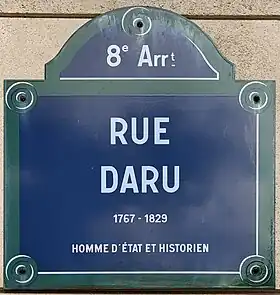 8e Arrt
RUE
DARU
1767 - 1829
HOMME D'ÉTAT ET HISTORIEN